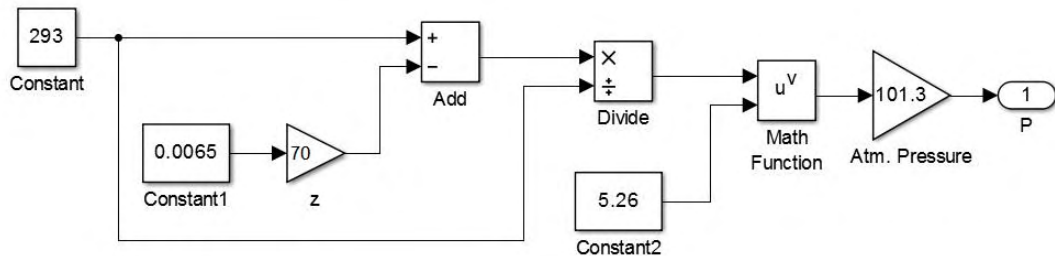 293
Constant
0.0065
Constant1
70
z
+
−
Add
×
÷
Divide
5.26
Constant2
u^v
Math
Function
101.3
Atm. Pressure
1
P